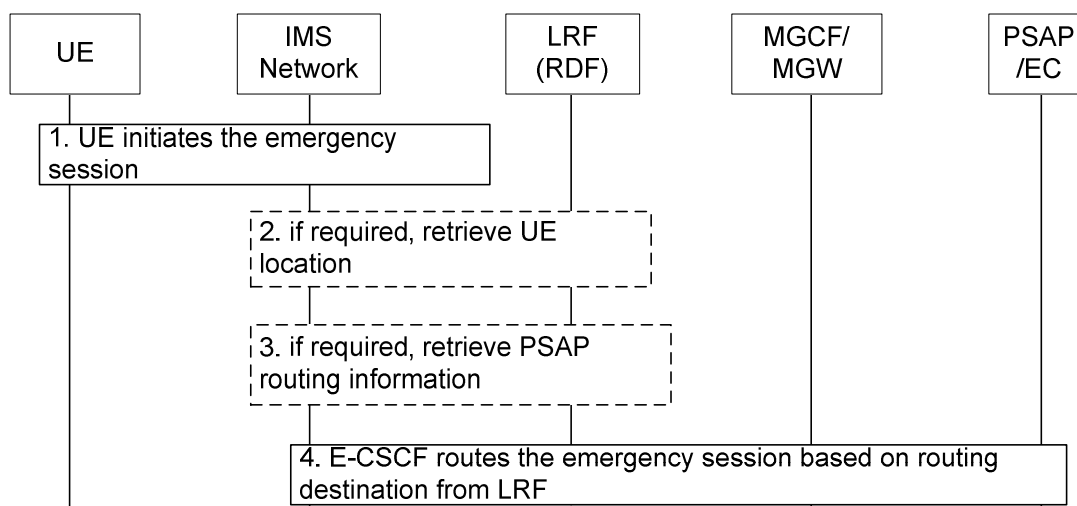 UE
IMS
Network
LRF
(RDF)
MGCF/
MGW
PSAP
/EC
1. UE initiates the emergency
session
2. if required, retrieve UE
location
3. if required, retrieve PSAP
routing information
4. E-CSCF routes the emergency session based on routing
destination from LRF